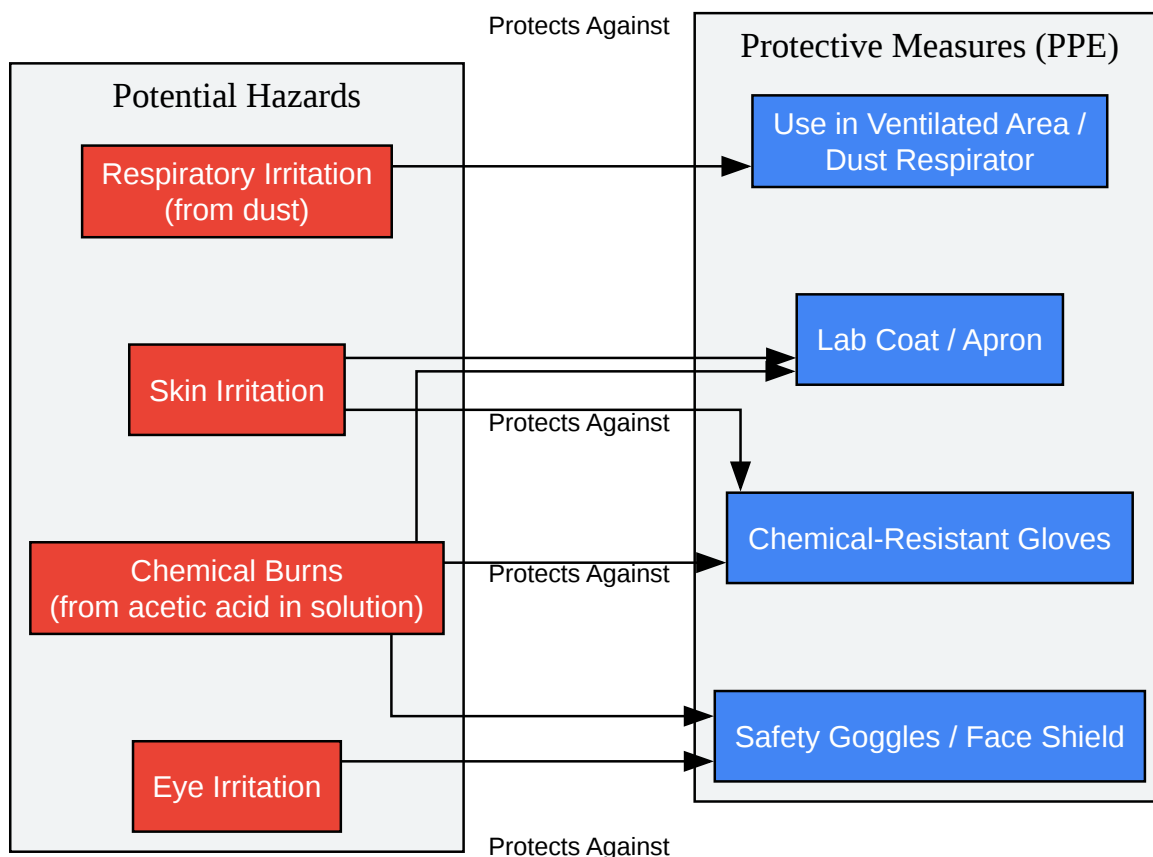 Protects Against
Protective Measures (PPE)
Potential Hazards
Use in Ventilated Area /
Dust Respirator
Respiratory Irritation
(from dust)
Lab Coat / Apron
Skin Irritation
Protects Against
Chemical-Resistant Gloves
Chemical Burns
(from acetic acid in solution)
Protects Against
Safety Goggles / Face Shield
Eye Irritation
Protects Against